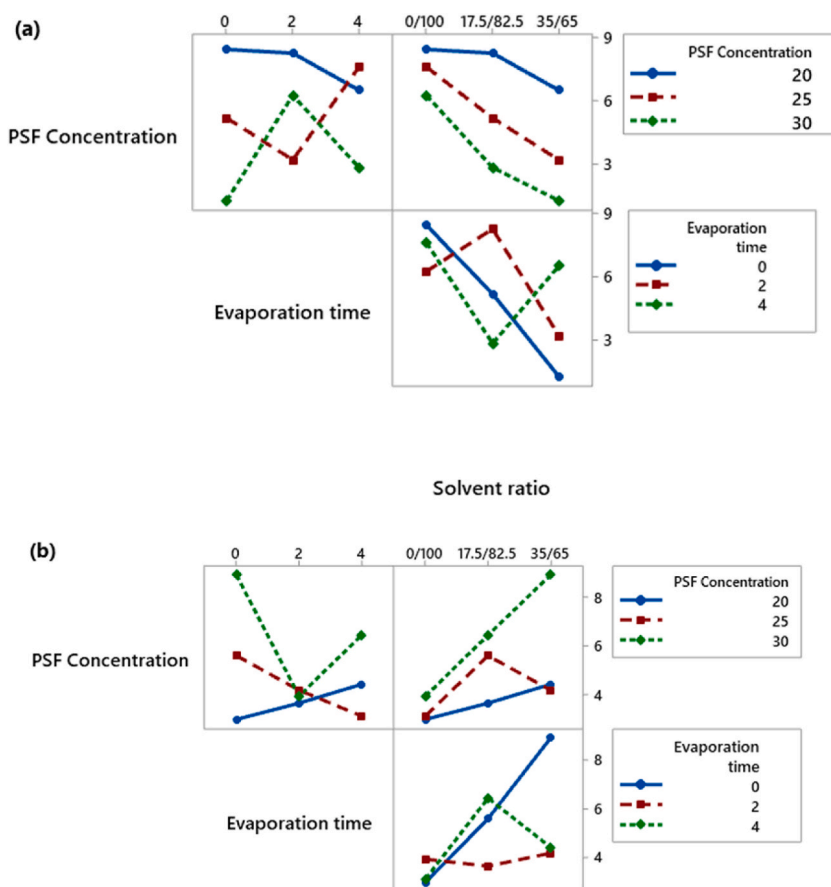 (a)
0 2 4
0/100 17.5/82.5 35/65
PSF Concentration
9
6
3
PSF Concentration
20
25
30
Evaporation time
9
6
3
Evaporation
time
0
2
4
Solvent ratio
(b)
0 2 4
0/100 17.5/82.5 35/65
PSF Concentration
8
6
4
PSF Concentration
20
25
30
Evaporation time
8
6
4
Evaporation
time
0
2
4